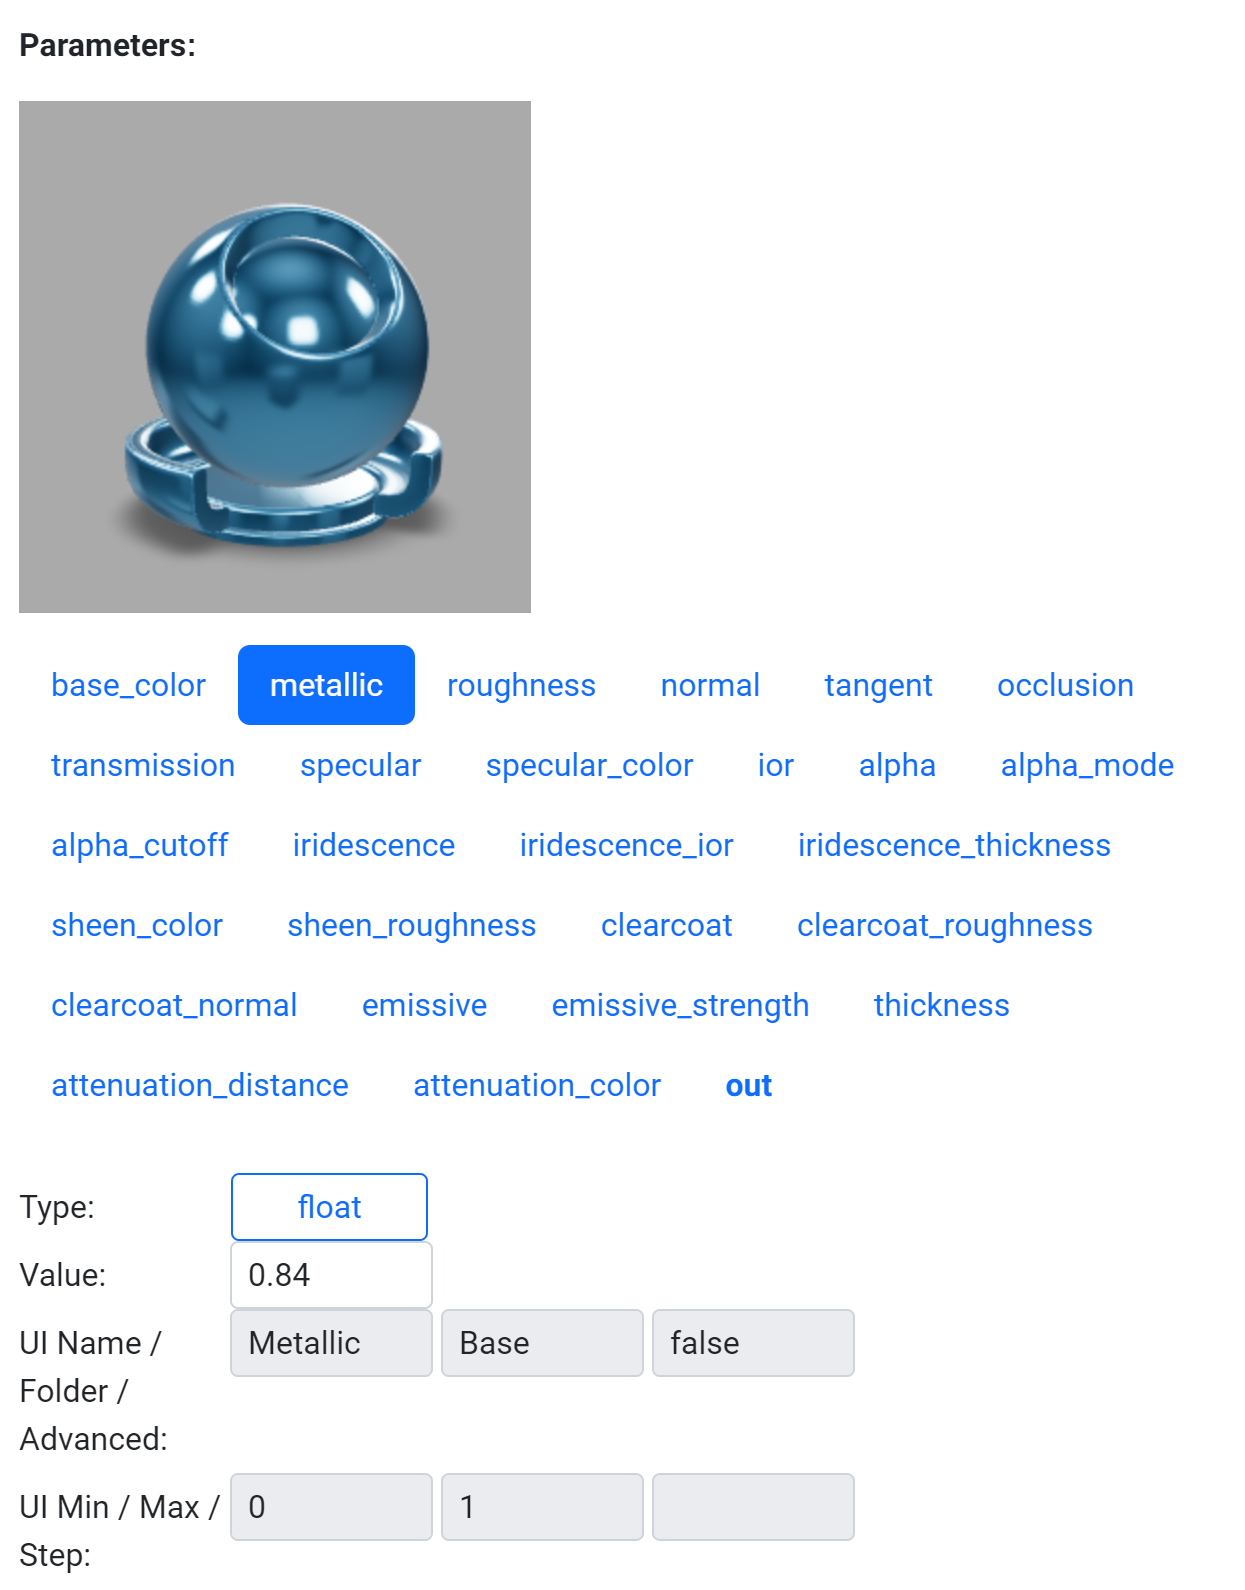 Parameters:
base_color metallic roughness normal tangent occlusion
transmission specular specular_color ior alpha alpha_mode
alpha_cutoff iridescence iridescence_ior iridescence_thickness
sheen_color sheen_roughness clearcoat clearcoat_roughness
clearcoat_normal emissive emissive_strength thickness
attenuation_distance attenuation_color out
Type: float
Value: 0.84
UI Name / Metallic Base false
Folder /
Advanced:
UI Min / Max / 0 1
Step: